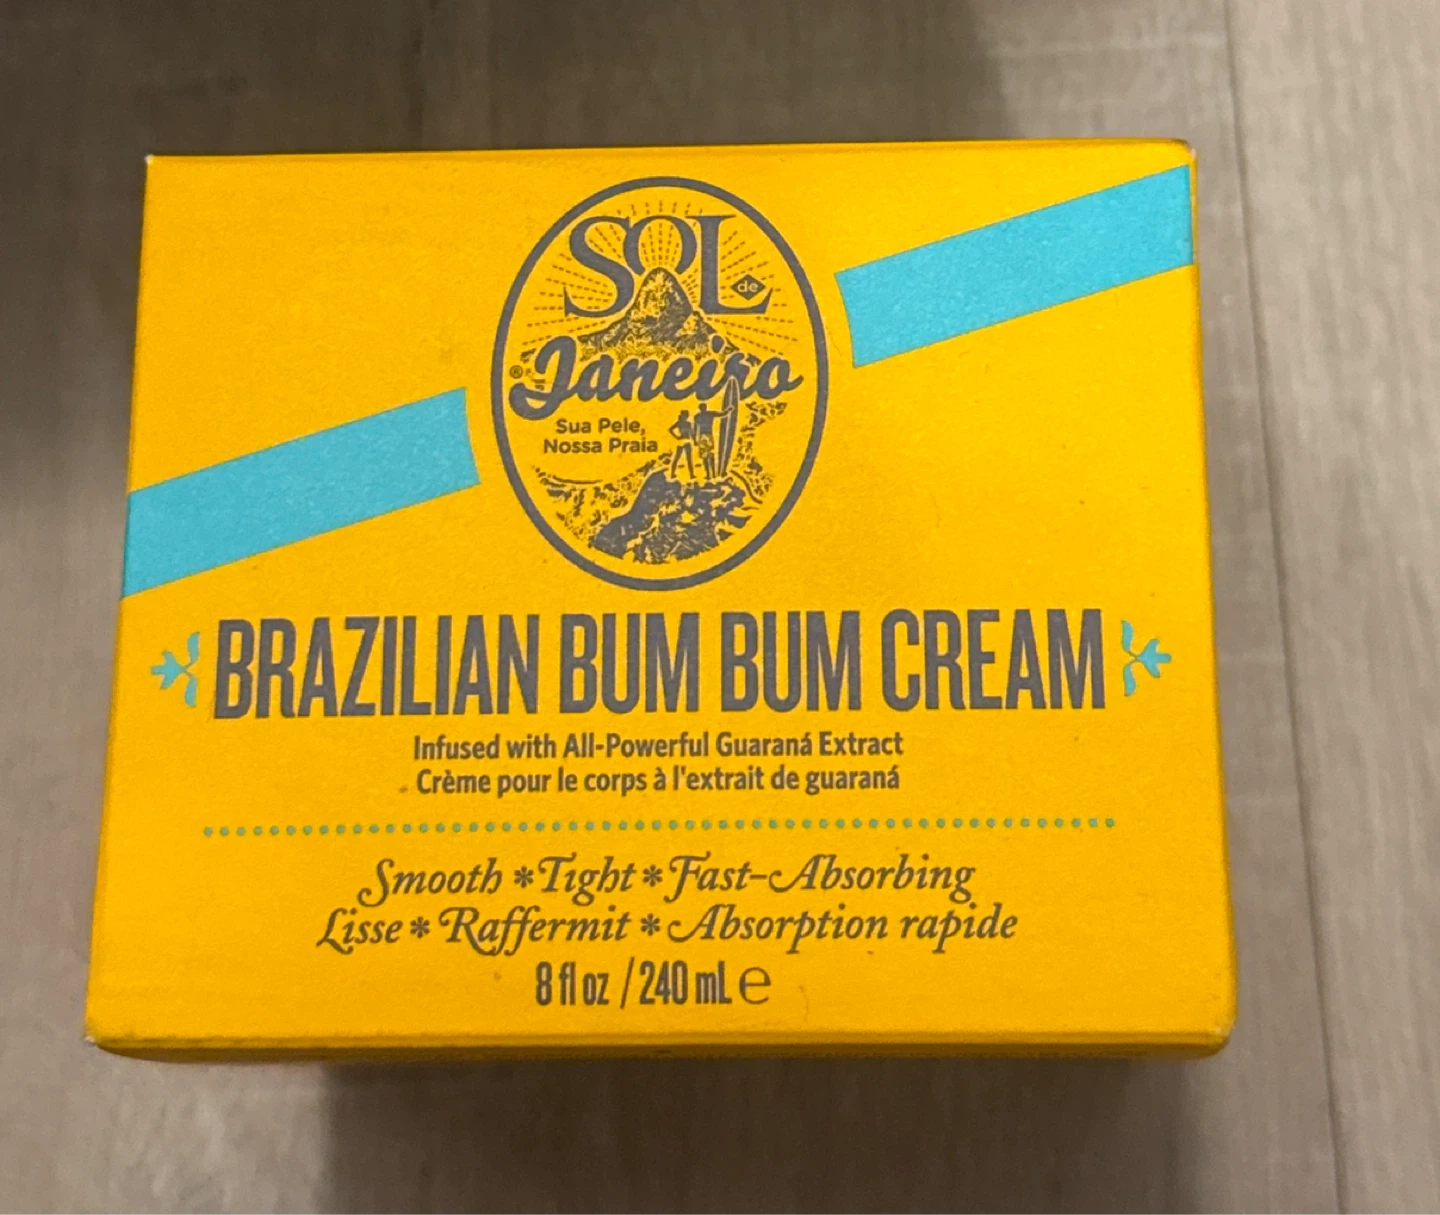 SOL
de
Janeiro
®
Sua Pele,
Nossa Praia
BRAZILIAN BUM BUM CREAM
Infused with All-Powerful Guaraná Extract
Crème pour le corps à l'extrait de guaraná
Smooth * Tight * Fast-Absorbing
Lisse * Raffermit * Absorption rapide
8 fl oz / 240 mL ℮